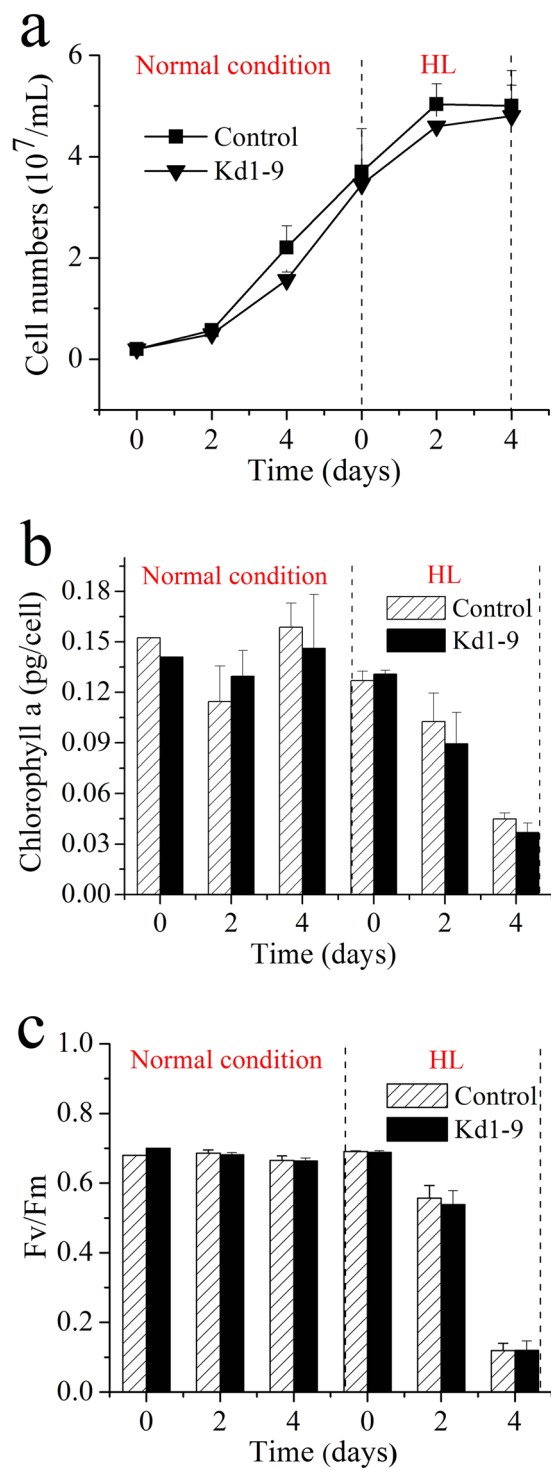 a
Normal condition HL
Control
Kd1-9
Cell numbers (10⁷/mL)
6
4
2
0
0 2 4 0 2 4
Time (days)
b
Normal condition HL
Control
Kd1-9
Chlorophyll a (pg/cell)
0.18
0.15
0.12
0.09
0.06
0.03
0.00
0 2 4 0 2 4
Time (days)
c
Normal condition HL
Control
Kd1-9
Fv/Fm
1.0
0.8
0.6
0.4
0.2
0.0
0 2 4 0 2 4
Time (days)